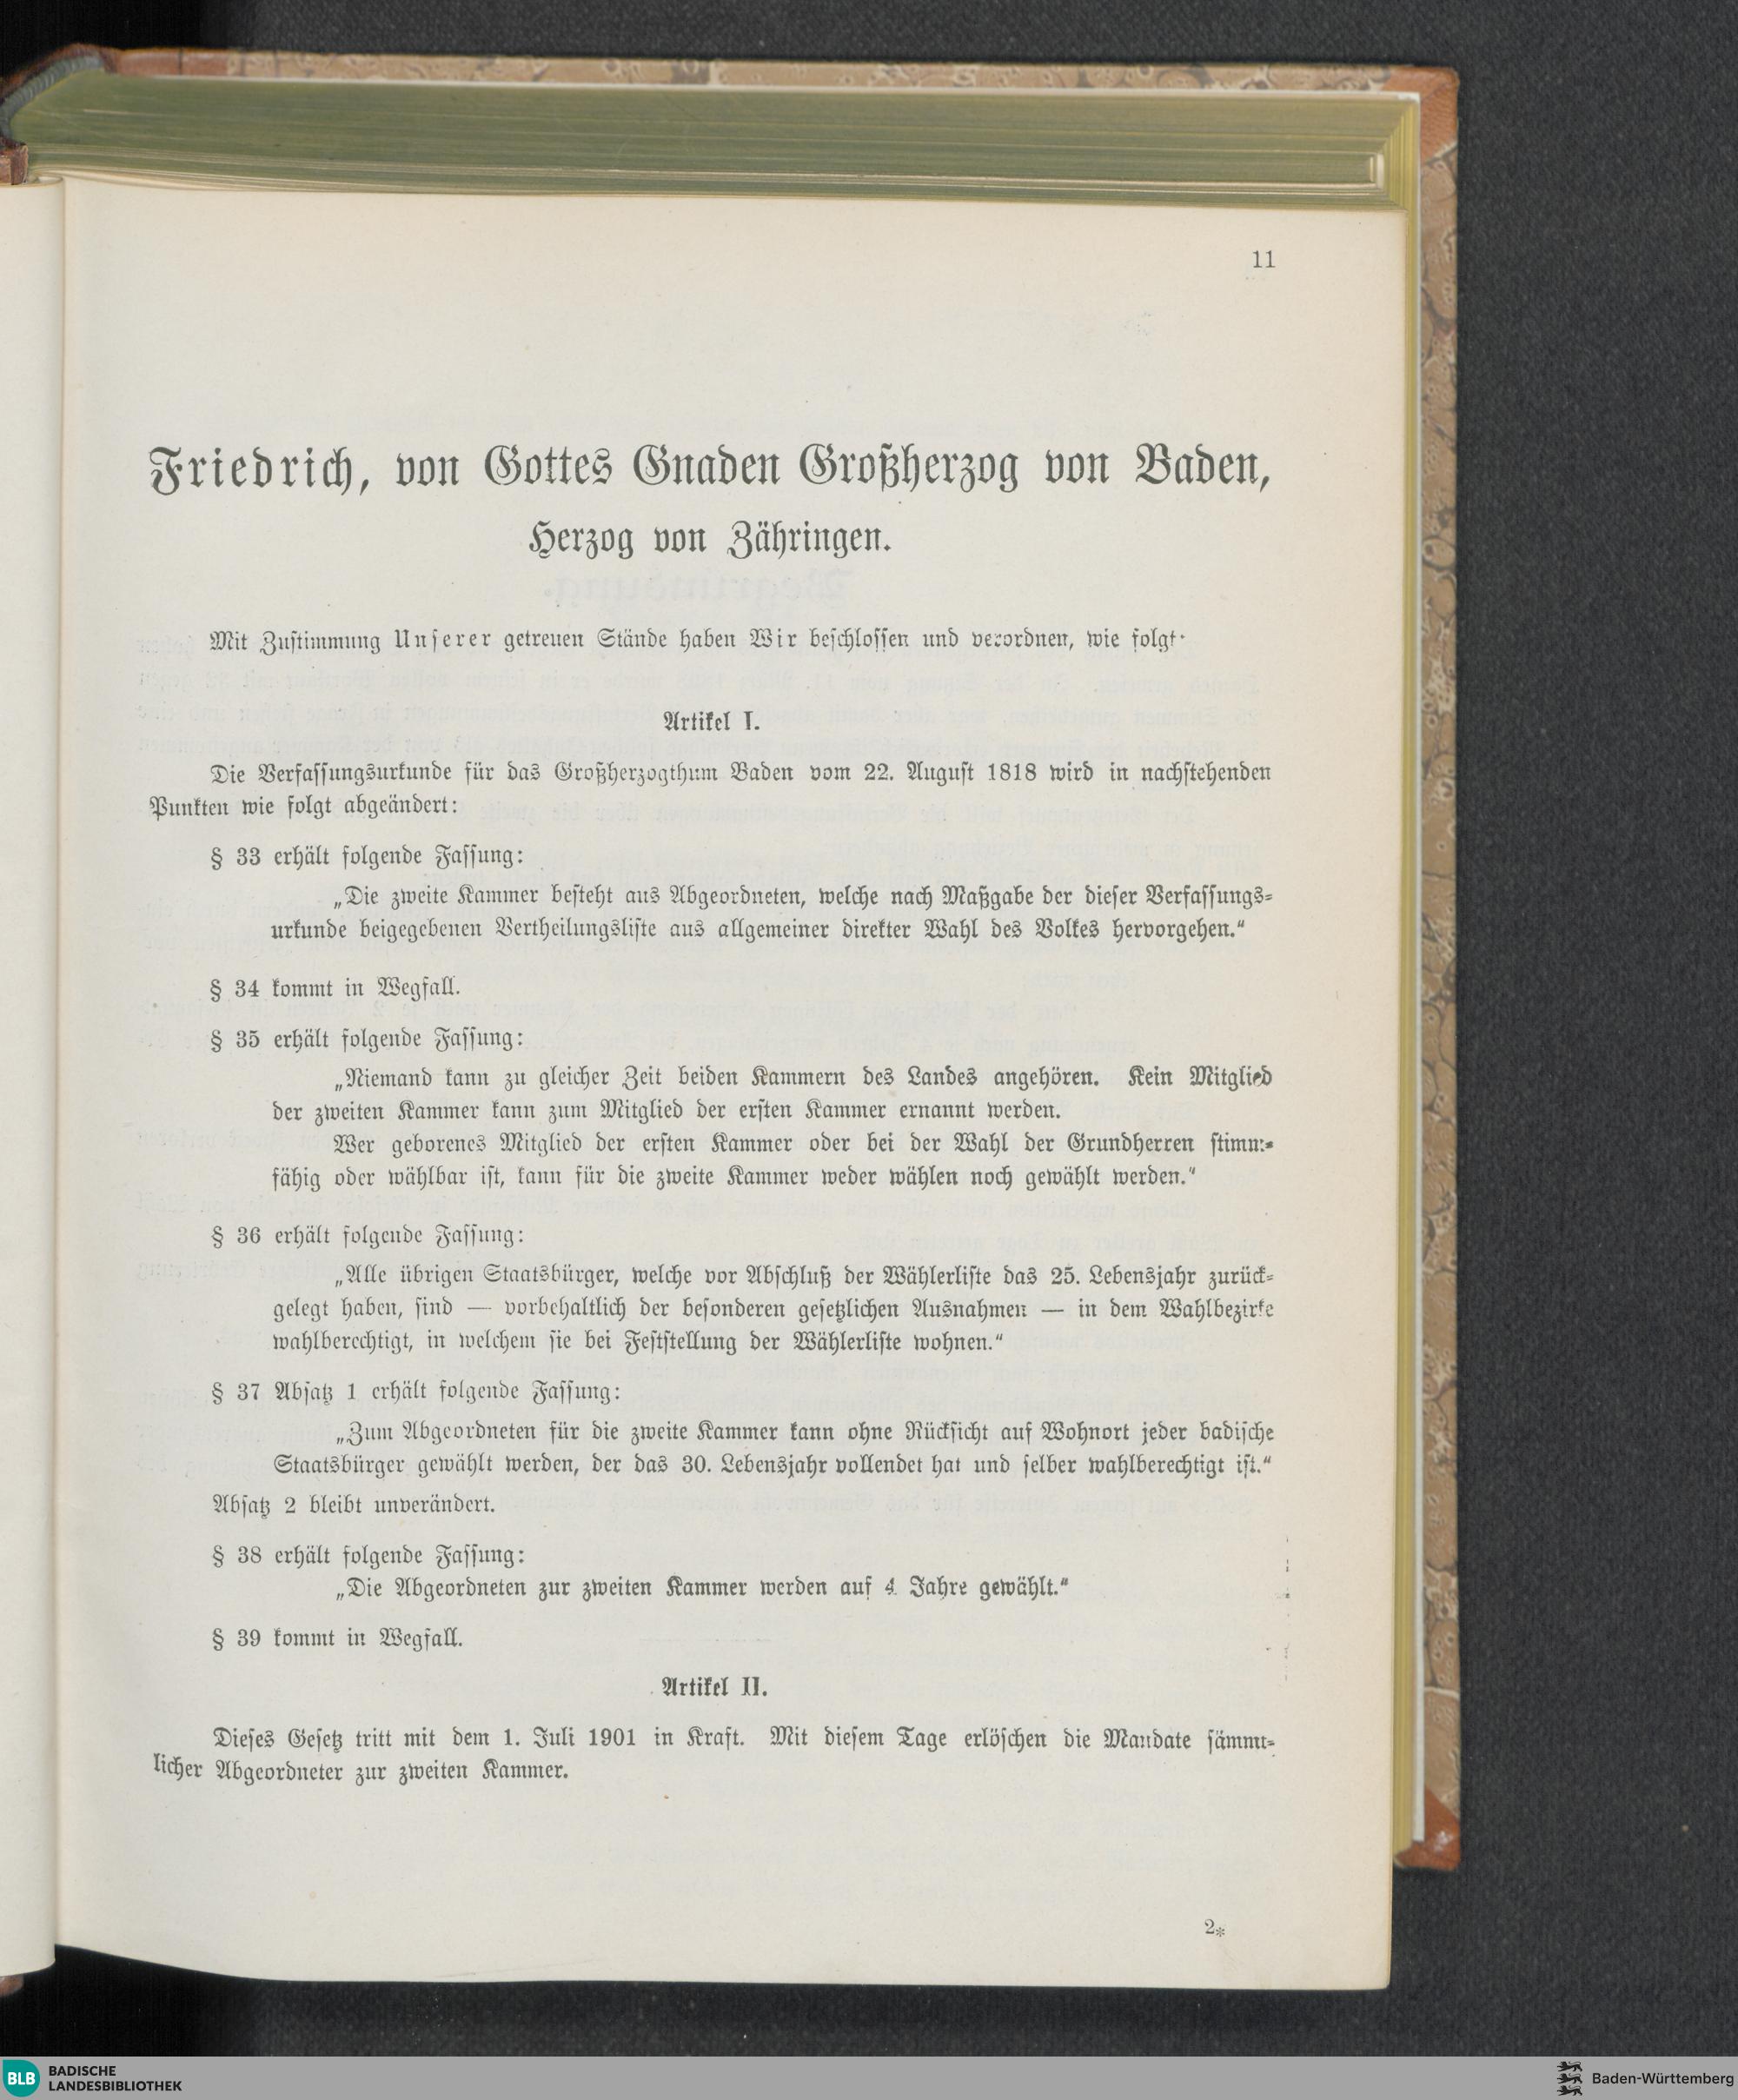 11
Friedrich, von Gottes Gnaden Großherzog von Baden,
Herzog von Zähringen.
Mit Zustimmung Unserer getreuen Stände haben Wir beschlossen und verordnen, wie folgt:
Artikel I.
Die Verfassungsurkunde für das Großherzogthum Baden vom 22. August 1818 wird in nachstehenden
Punkten wie folgt abgeändert:
§ 33 erhält folgende Fassung:
„Die zweite Kammer besteht aus Abgeordneten, welche nach Maßgabe der dieser Verfassungs-
urkunde beigegebenen Vertheilungsliste aus allgemeiner direkter Wahl des Volkes hervorgehen.“
§ 34 kommt in Wegfall.
§ 35 erhält folgende Fassung:
„Niemand kann zu gleicher Zeit beiden Kammern des Landes angehören. Kein Mitglied
der zweiten Kammer kann zum Mitglied der ersten Kammer ernannt werden.
Wer geborenes Mitglied der ersten Kammer oder bei der Wahl der Grundherren stimm-
fähig oder wählbar ist, kann für die zweite Kammer weder wählen noch gewählt werden.“
§ 36 erhält folgende Fassung:
„Alle übrigen Staatsbürger, welche vor Abschluß der Wählerliste das 25. Lebensjahr zurück-
gelegt haben, sind — vorbehaltlich der besonderen gesetzlichen Ausnahmen — in dem Wahlbezirke
wahlberechtigt, in welchem sie bei Feststellung der Wählerliste wohnen.“
§ 37 Absatz 1 erhält folgende Fassung:
„Zum Abgeordneten für die zweite Kammer kann ohne Rücksicht auf Wohnort jeder badische
Staatsbürger gewählt werden, der das 30. Lebensjahr vollendet hat und selber wahlberechtigt ist.“
Absatz 2 bleibt unverändert.
§ 38 erhält folgende Fassung:
„Die Abgeordneten zur zweiten Kammer werden auf 4 Jahre gewählt.“
§ 39 kommt in Wegfall.
Artikel II.
Dieses Gesetz tritt mit dem 1. Juli 1901 in Kraft. Mit diesem Tage erlöschen die Mandate sämmt-
licher Abgeordneter zur zweiten Kammer.
2*
BLB BADISCHE
LANDESBIBLIOTHEK
Baden-Württemberg